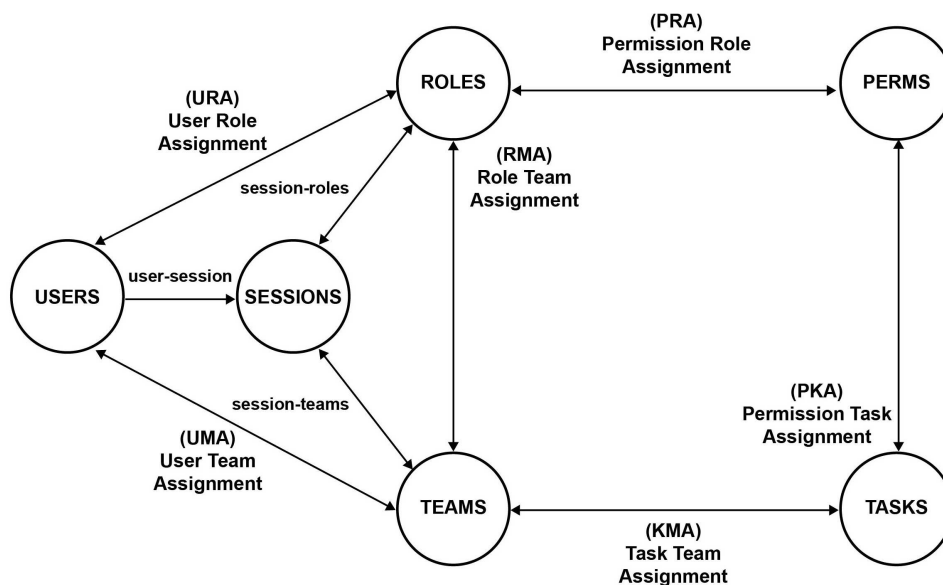 (PRA)
Permission Role
Assignment
ROLES
PERMS
(URA)
User Role
Assignment
(RMA)
Role Team
Assignment
session-roles
user-session
USERS
SESSIONS
session-teams
(PKA)
Permission Task
Assignment
(UMA)
User Team
Assignment
TEAMS
TASKS
(KMA)
Task Team
Assignment